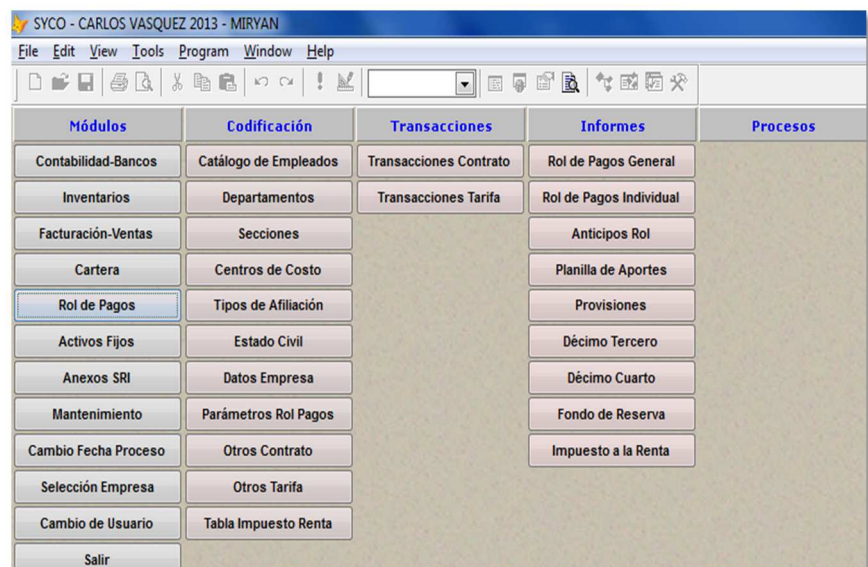 SYCO - CARLOS VASQUEZ 2013 - MIRYAN
File Edit View Tools Program Window Help
Módulos Codificación Transacciones Informes Procesos
Contabilidad-Bancos Catálogo de Empleados Transacciones Contrato Rol de Pagos General
Inventarios Departamentos Transacciones Tarifa Rol de Pagos Individual
Facturación-Ventas Secciones Anticipos Rol
Cartera Centros de Costo Planilla de Aportes
Rol de Pagos Tipos de Afiliación Provisiones
Activos Fijos Estado Civil Décimo Tercero
Anexos SRI Datos Empresa Décimo Cuarto
Mantenimiento Parámetros Rol Pagos Fondo de Reserva
Cambio Fecha Proceso Otros Contrato Impuesto a la Renta
Selección Empresa Otros Tarifa
Cambio de Usuario Tabla Impuesto Renta
Salir